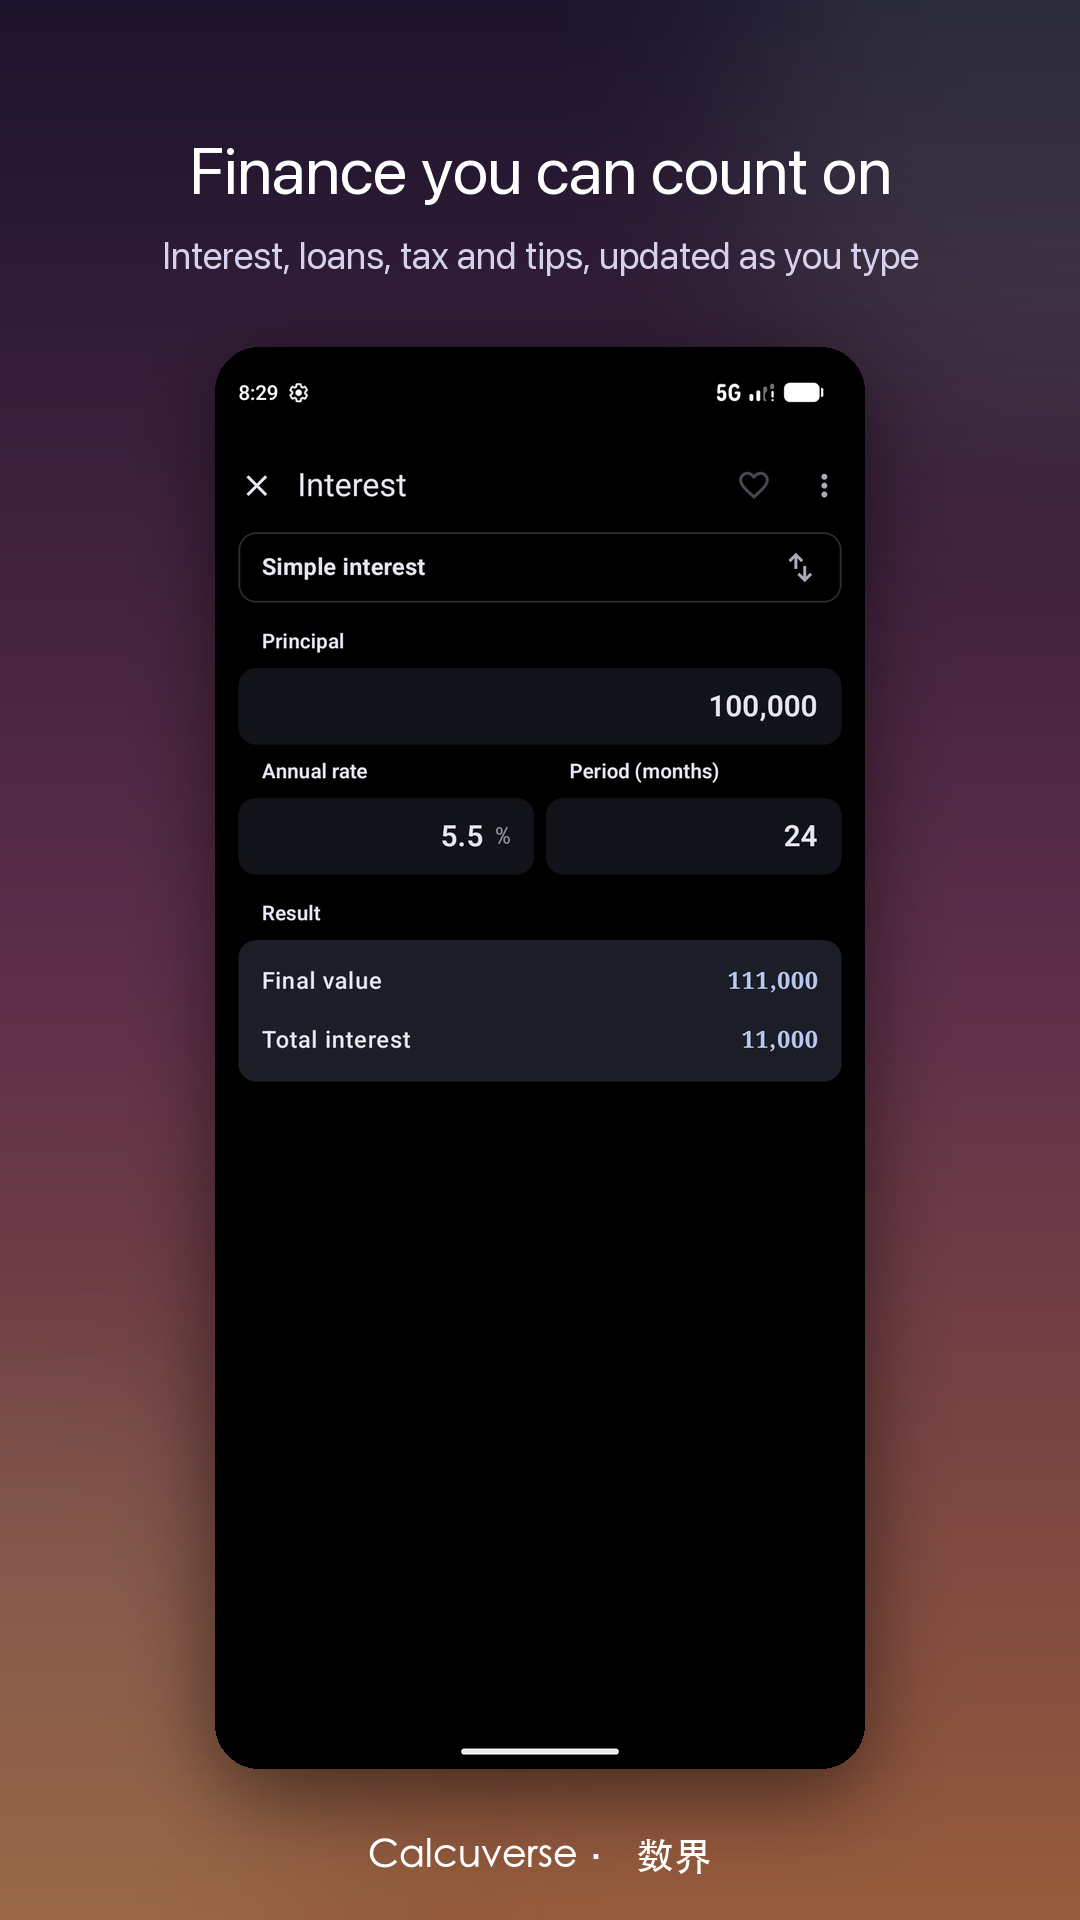 Finance you can count on
Interest, loans, tax and tips, updated as you type
8:29 5G
Interest
Simple interest
Principal
100,000
Annual rate Period (months)
5.5 % 24
Result
Final value 111,000
Total interest 11,000
Calcuverse · 数界